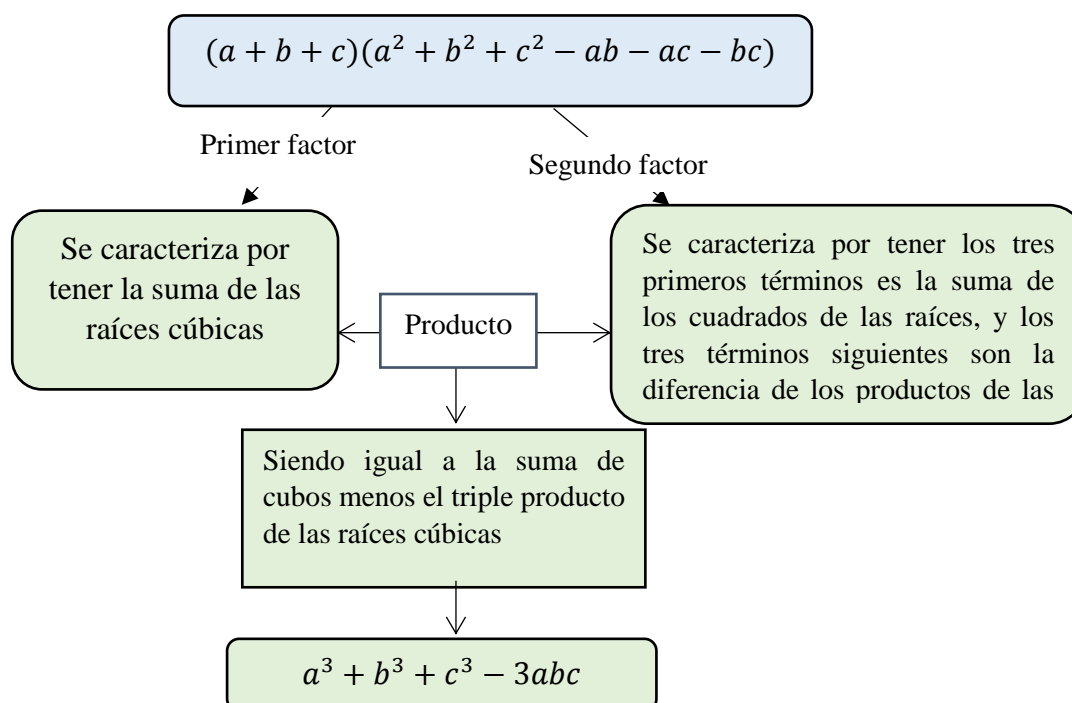 (a + b + c)(a² + b² + c² − ab − ac − bc)
Primer factor
Segundo factor
Se caracteriza por
tener la suma de las
raíces cúbicas
Producto
Se caracteriza por tener los tres
primeros términos es la suma de
los cuadrados de las raíces, y los
tres términos siguientes son la
diferencia de los productos de las
Siendo igual a la suma de
cubos menos el triple producto
de las raíces cúbicas
a³ + b³ + c³ − 3abc